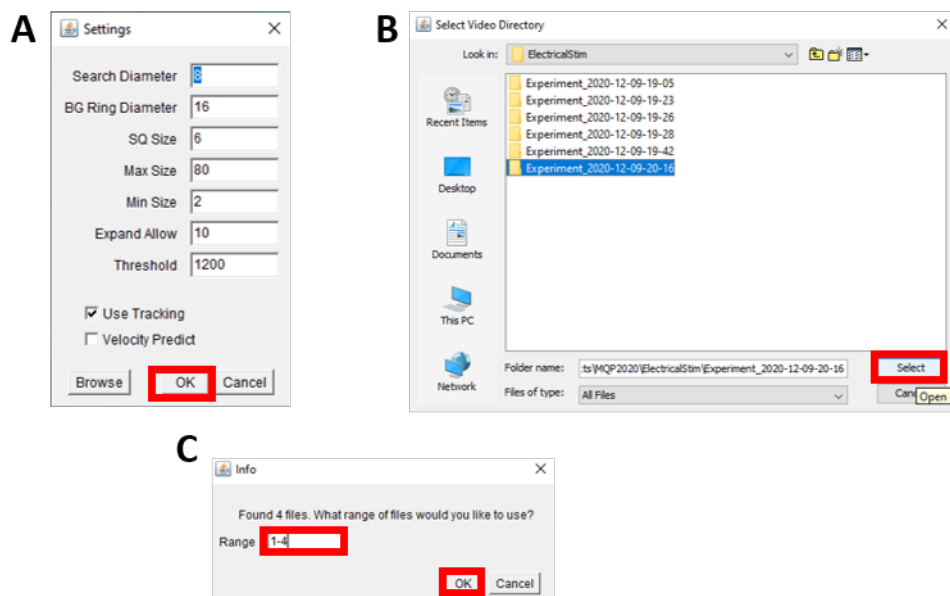 A
Settings
Search Diameter 8
BG Ring Diameter 16
SQ Size 6
Max Size 80
Min Size 2
Expand Allow 10
Threshold 1200
Use Tracking
Velocity Predict
Browse OK Cancel
B
Select Video Directory
Look in: ElectricalStim
Recent Items
Desktop
Documents
This PC
Network
Experiment_2020-12-09-19-05
Experiment_2020-12-09-19-23
Experiment_2020-12-09-19-26
Experiment_2020-12-09-19-28
Experiment_2020-12-09-19-42
Experiment_2020-12-09-20-16
Folder name: :ts\MQP2020\ElectricalStim\Experiment_2020-12-09-20-16 Select
Files of type: All Files Can Open
C
Info
Found 4 files. What range of files would you like to use?
Range 1-4
OK Cancel